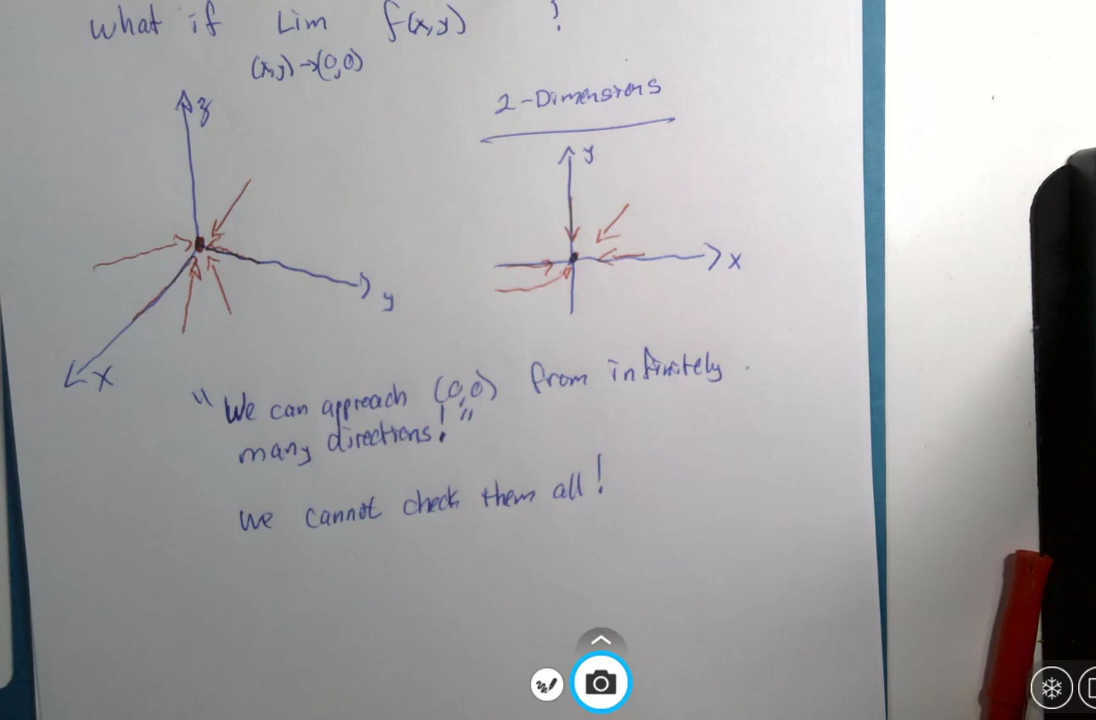 What if Lim f(x,y) ?
(x,y)→(0,0)
z
y
x
2-Dimensions
y
x
"We can approach (0,0) from infinitely
many directions!"
We cannot check them all!